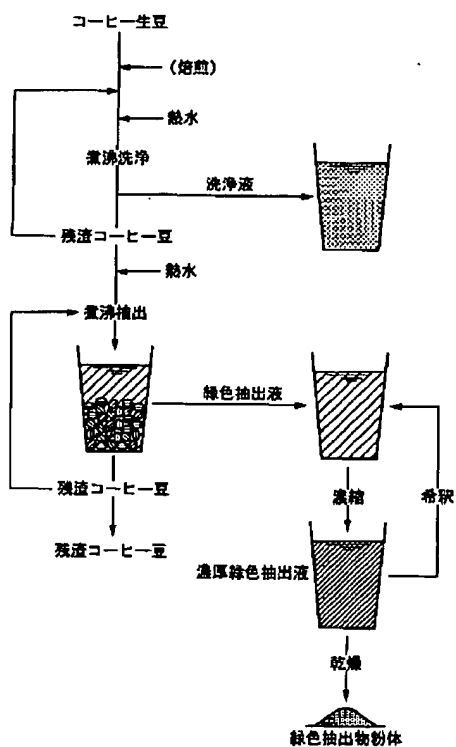 コーヒー生豆
(焙煎)
熱水
煮沸洗浄
洗浄液
残渣コーヒー豆
熱水
煮沸抽出
緑色抽出液
残渣コーヒー豆
濃縮
希釈
残渣コーヒー豆
濃厚緑色抽出液
乾燥
緑色抽出物粉体